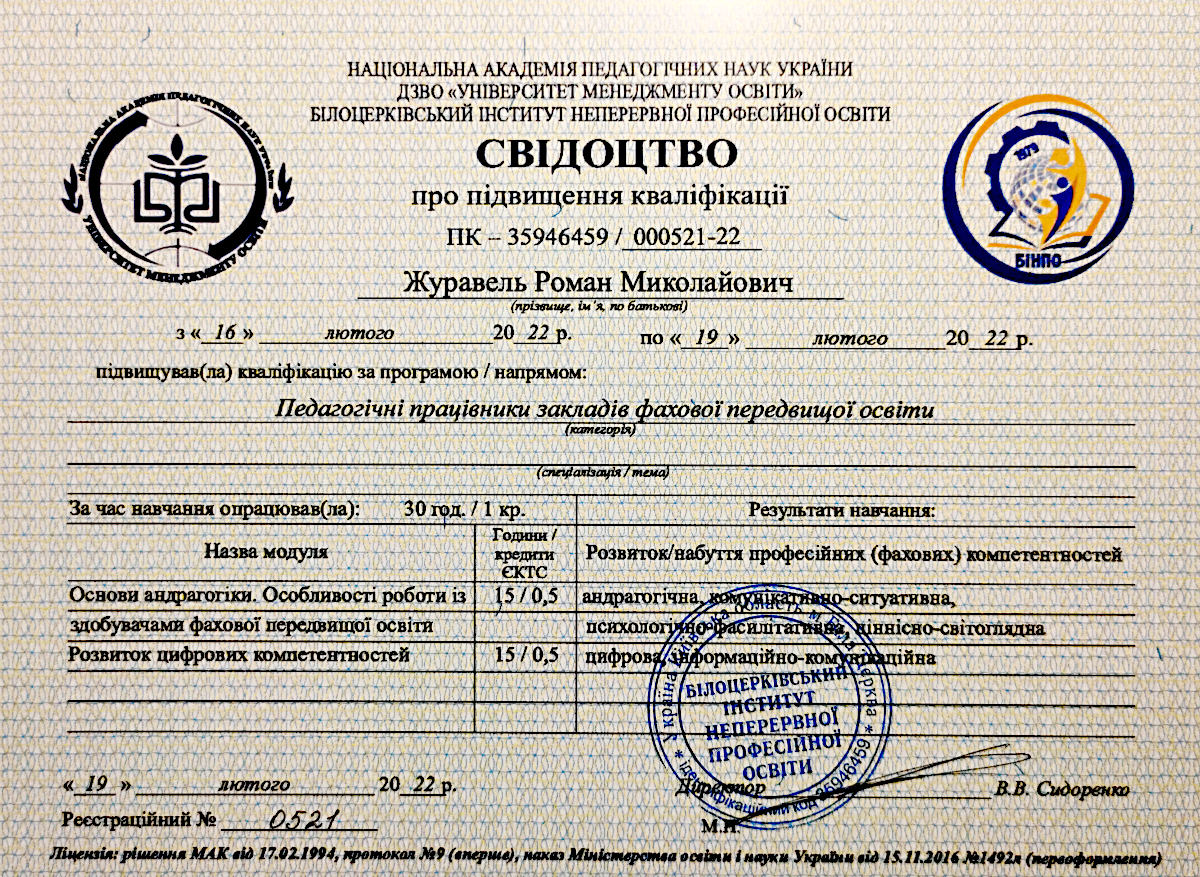 НАЦІОНАЛЬНА АКАДЕМІЯ ПЕДАГОГІЧНИХ НАУК УКРАЇНИ
ДЗВО «УНІВЕРСИТЕТ МЕНЕДЖМЕНТУ ОСВІТИ»
БІЛОЦЕРКІВСЬКИЙ ІНСТИТУТ НЕПЕРЕРВНОЇ ПРОФЕСІЙНОЇ ОСВІТИ
НАЦІОНАЛЬНА АКАДЕМІЯ ПЕДАГОГІЧНИХ НАУК УКРАЇНИ
УНІВЕРСИТЕТ МЕНЕДЖМЕНТУ ОСВІТИ
1979
БІНПО
СВІДОЦТВО
про підвищення кваліфікації
ПК – 35946459 / 000521-22
Журавель Роман Миколайович
(прізвище, ім'я, по батькові)
з « 16 » лютого 20 22 р. по « 19 » лютого 20 22 р.
підвищував(ла) кваліфікацію за програмою / напрямом:
Педагогічні працівники закладів фахової передвищої освіти
(категорія)
(спеціалізація / тема)
За час навчання опрацював(ла): 30 год. / 1 кр. Результати навчання:
Назва модуля Години / кредити ЄКТС Розвиток/набуття професійних (фахових) компетентностей
Основи андрагогіки. Особливості роботи із 15 / 0,5 андрагогічна, комунікативно-ситуативна,
здобувачами фахової передвищої освіти психологічно-фасилітативна, ціннісно-світоглядна
Розвиток цифрових компетентностей 15 / 0,5 цифрова, інформаційно-комунікаційна
Україна Київська область м. Біла Церква
БІЛОЦЕРКІВСЬКИЙ
ІНСТИТУТ
НЕПЕРЕРВНОЇ
ПРОФЕСІЙНОЇ
ОСВІТИ
* ідентифікаційний код 35946459 *
« 19 » лютого 20 22 р. Директор В.В. Сидоренко
Реєстраційний № 0521 М.П.
Ліцензія: рішення МАК від 17.02.1994, протокол №9 (вперше), наказ Міністерства освіти і науки України від 15.11.2016 №1492л (переоформлення)